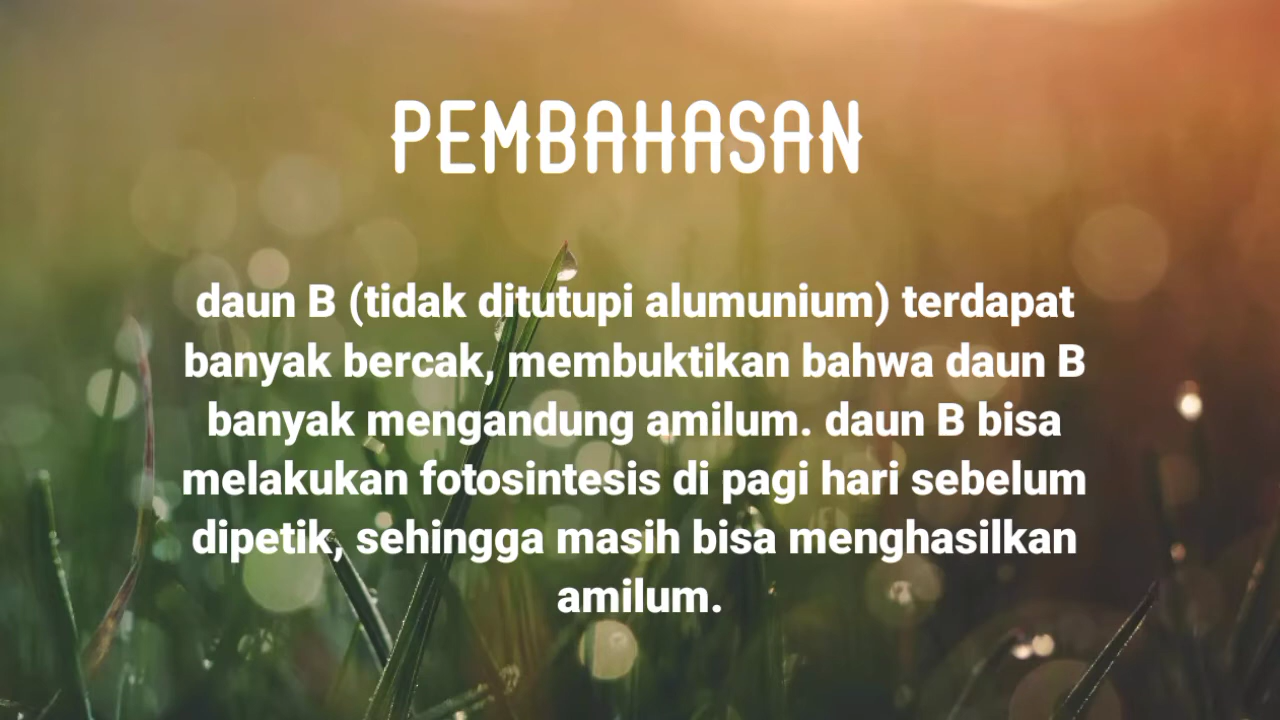 PEMBAHASAN
daun B (tidak ditutupi alumunium) terdapat
banyak bercak, membuktikan bahwa daun B
banyak mengandung amilum. daun B bisa
melakukan fotosintesis di pagi hari sebelum
dipetik, sehingga masih bisa menghasilkan
amilum.